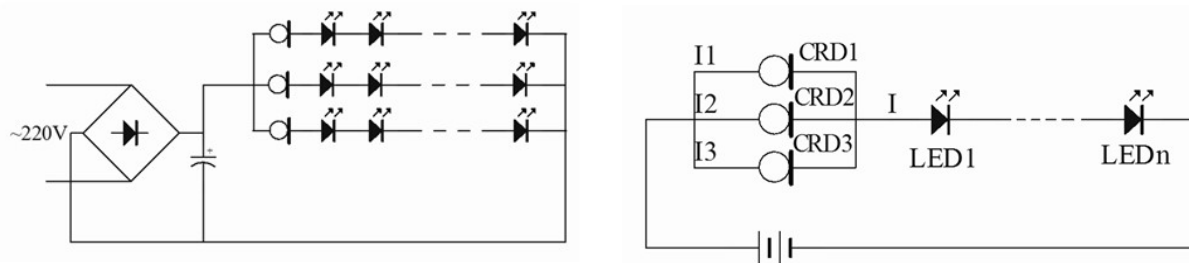 ~220V
I1
CRD1
I2
CRD2
I
I3
CRD3
LED1
LEDn
+